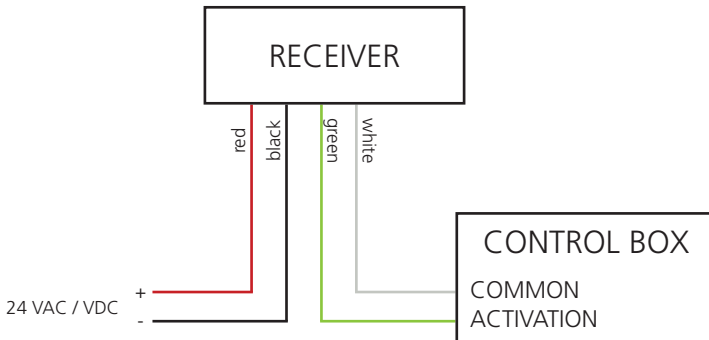 RECEIVER
red
black
green
white
CONTROL BOX
+
24 VAC / VDC
-
COMMON
ACTIVATION